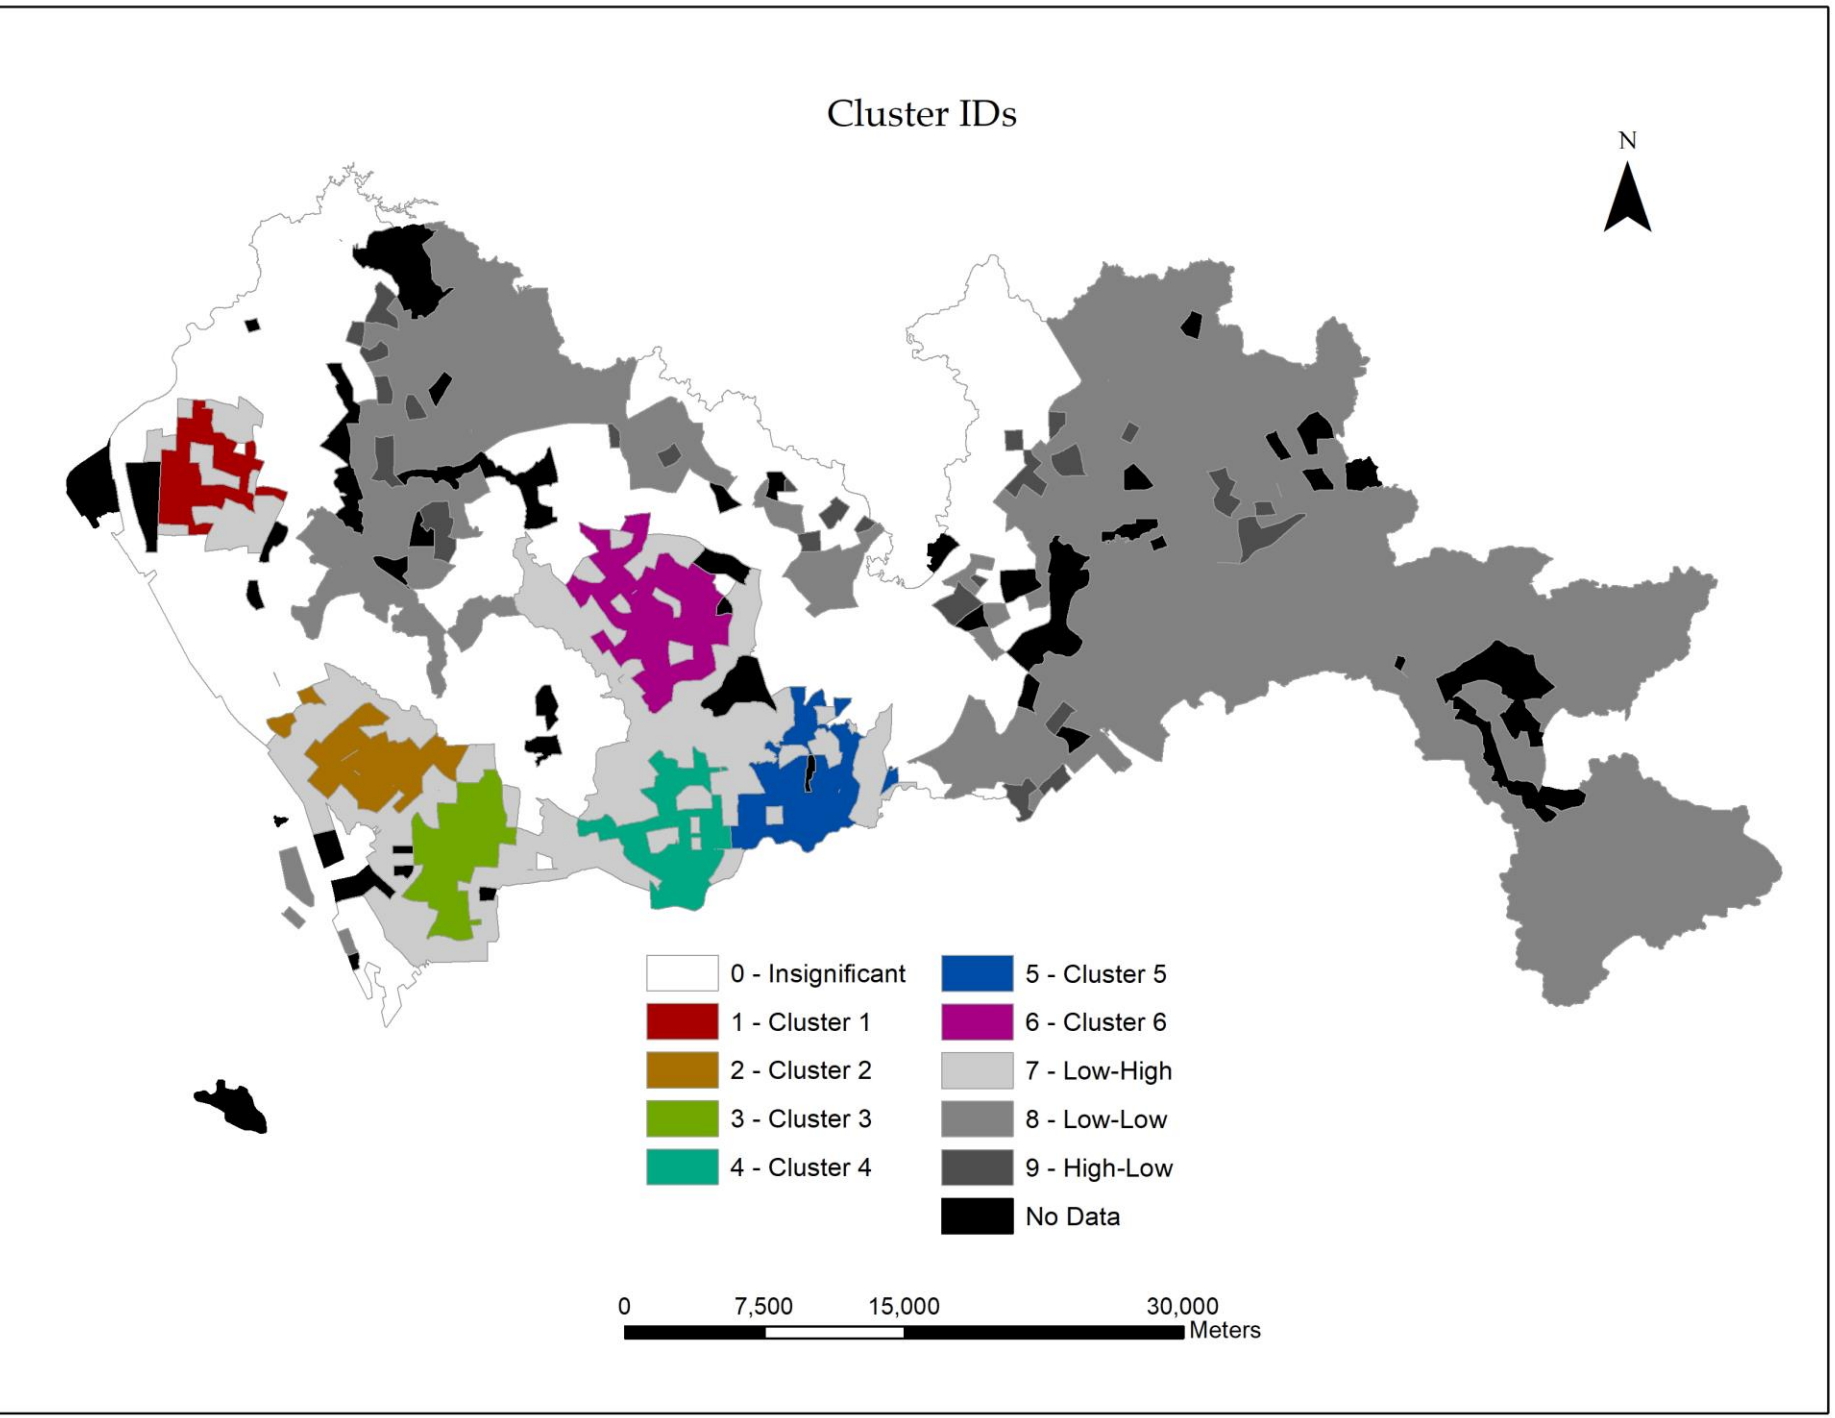 Cluster IDs
N
0 - Insignificant
1 - Cluster 1
2 - Cluster 2
3 - Cluster 3
4 - Cluster 4
5 - Cluster 5
6 - Cluster 6
7 - Low-High
8 - Low-Low
9 - High-Low
No Data
0 7,500 15,000 30,000
Meters